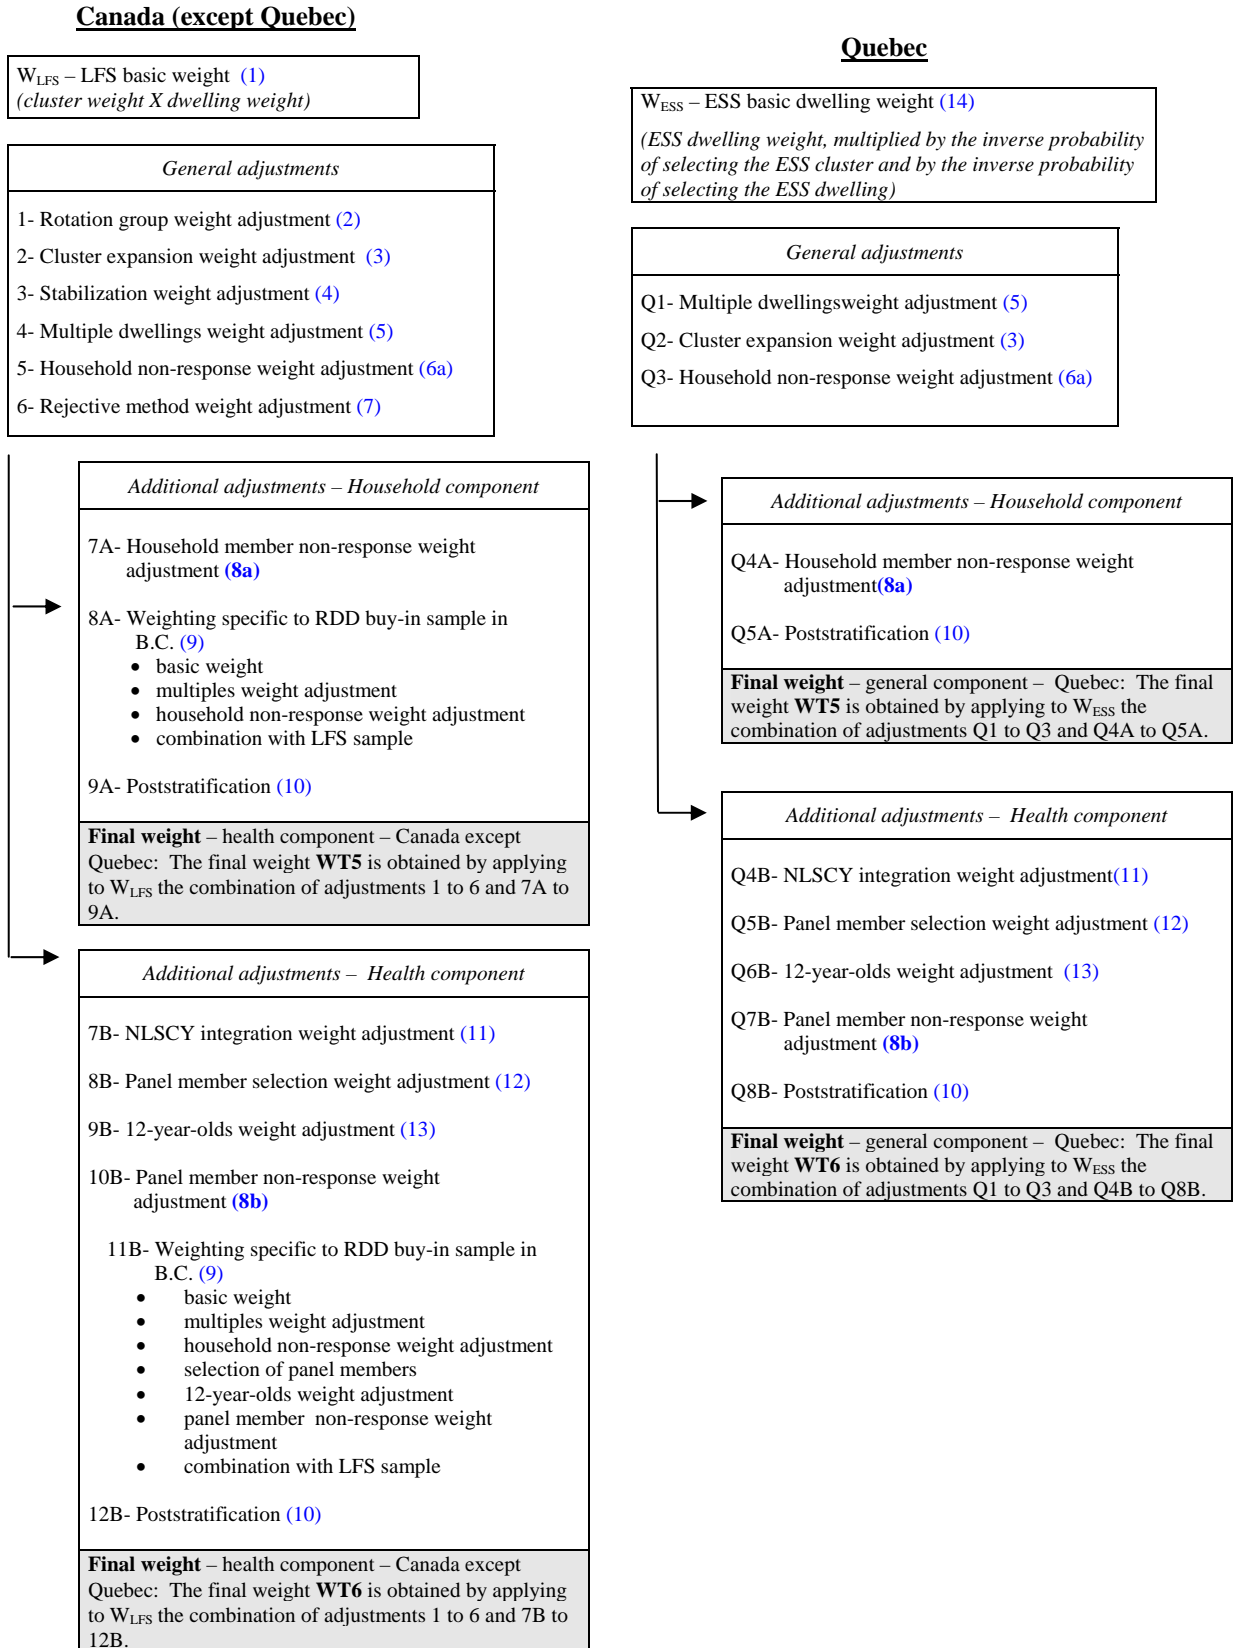 Canada (except Quebec)
W_LFS – LFS basic weight (1)
(cluster weight X dwelling weight)
General adjustments
1- Rotation group weight adjustment (2)
2- Cluster expansion weight adjustment (3)
3- Stabilization weight adjustment (4)
4- Multiple dwellings weight adjustment (5)
5- Household non-response weight adjustment (6a)
6- Rejective method weight adjustment (7)
Additional adjustments – Household component
7A- Household member non-response weight
adjustment (8a)
8A- Weighting specific to RDD buy-in sample in
B.C. (9)
• basic weight
• multiples weight adjustment
• household non-response weight adjustment
• combination with LFS sample
9A- Poststratification (10)
Final weight – health component – Canada except
Quebec: The final weight WT5 is obtained by applying
to W_LFS the combination of adjustments 1 to 6 and 7A to
9A.
Additional adjustments – Health component
7B- NLSCY integration weight adjustment (11)
8B- Panel member selection weight adjustment (12)
9B- 12-year-olds weight adjustment (13)
10B- Panel member non-response weight
adjustment (8b)
11B- Weighting specific to RDD buy-in sample in
B.C. (9)
• basic weight
• multiples weight adjustment
• household non-response weight adjustment
• selection of panel members
• 12-year-olds weight adjustment
• panel member non-response weight
adjustment
• combination with LFS sample
12B- Poststratification (10)
Final weight – health component – Canada except
Quebec: The final weight WT6 is obtained by applying
to W_LFS the combination of adjustments 1 to 6 and 7B to
12B.
Quebec
W_ESS – ESS basic dwelling weight (14)
(ESS dwelling weight, multiplied by the inverse probability
of selecting the ESS cluster and by the inverse probability
of selecting the ESS dwelling)
General adjustments
Q1- Multiple dwellingsweight adjustment (5)
Q2- Cluster expansion weight adjustment (3)
Q3- Household non-response weight adjustment (6a)
Additional adjustments – Household component
Q4A- Household member non-response weight
adjustment(8a)
Q5A- Poststratification (10)
Final weight – general component – Quebec: The final
weight WT5 is obtained by applying to W_ESS the
combination of adjustments Q1 to Q3 and Q4A to Q5A.
Additional adjustments – Health component
Q4B- NLSCY integration weight adjustment(11)
Q5B- Panel member selection weight adjustment (12)
Q6B- 12-year-olds weight adjustment (13)
Q7B- Panel member non-response weight
adjustment (8b)
Q8B- Poststratification (10)
Final weight – general component – Quebec: The final
weight WT6 is obtained by applying to W_ESS the
combination of adjustments Q1 to Q3 and Q4B to Q8B.